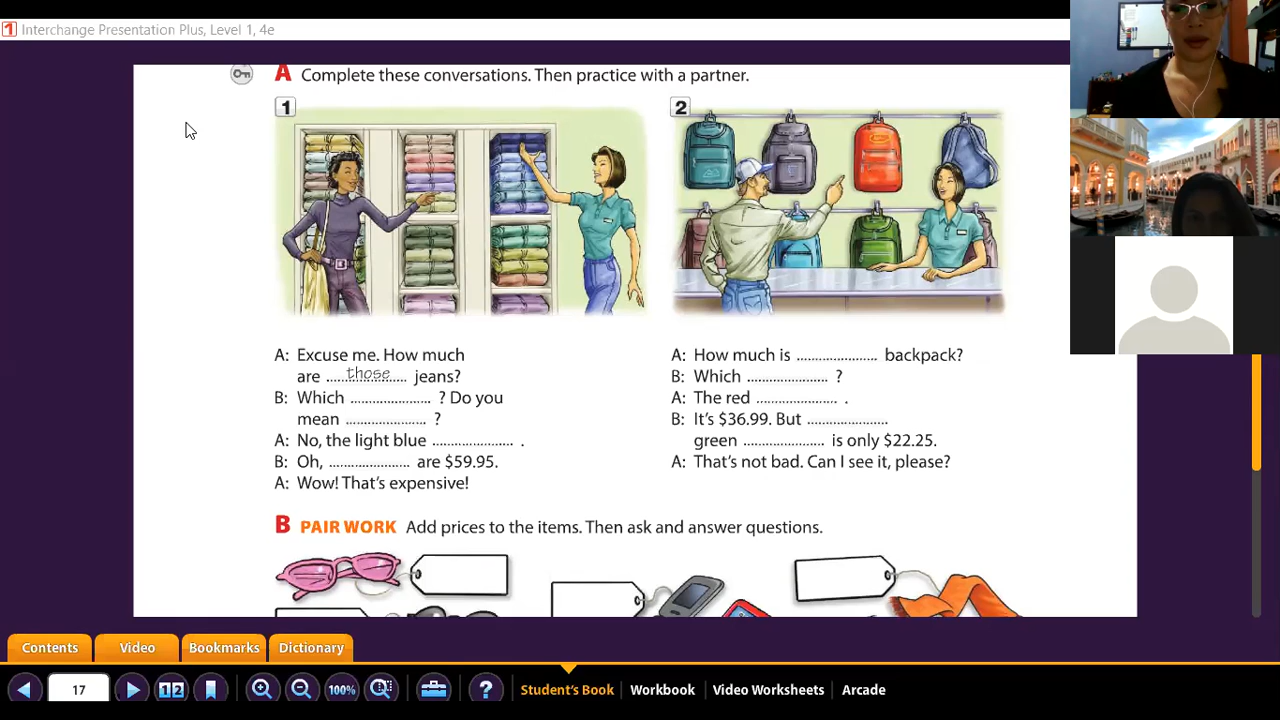 Interchange Presentation Plus, Level 1, 4e
A Complete these conversations. Then practice with a partner.
1
2
A: Excuse me. How much
are ......those...... jeans?
B: Which ..................... ? Do you
mean ..................... ?
A: No, the light blue ..................... .
B: Oh, ..................... are $59.95.
A: Wow! That's expensive!
A: How much is ..................... backpack?
B: Which ..................... ?
A: The red ..................... .
B: It's $36.99. But .....................
green ..................... is only $22.25.
A: That's not bad. Can I see it, please?
B PAIR WORK Add prices to the items. Then ask and answer questions.
Contents Video Bookmarks Dictionary
17 1 2 100% ? Student's Book Workbook Video Worksheets Arcade